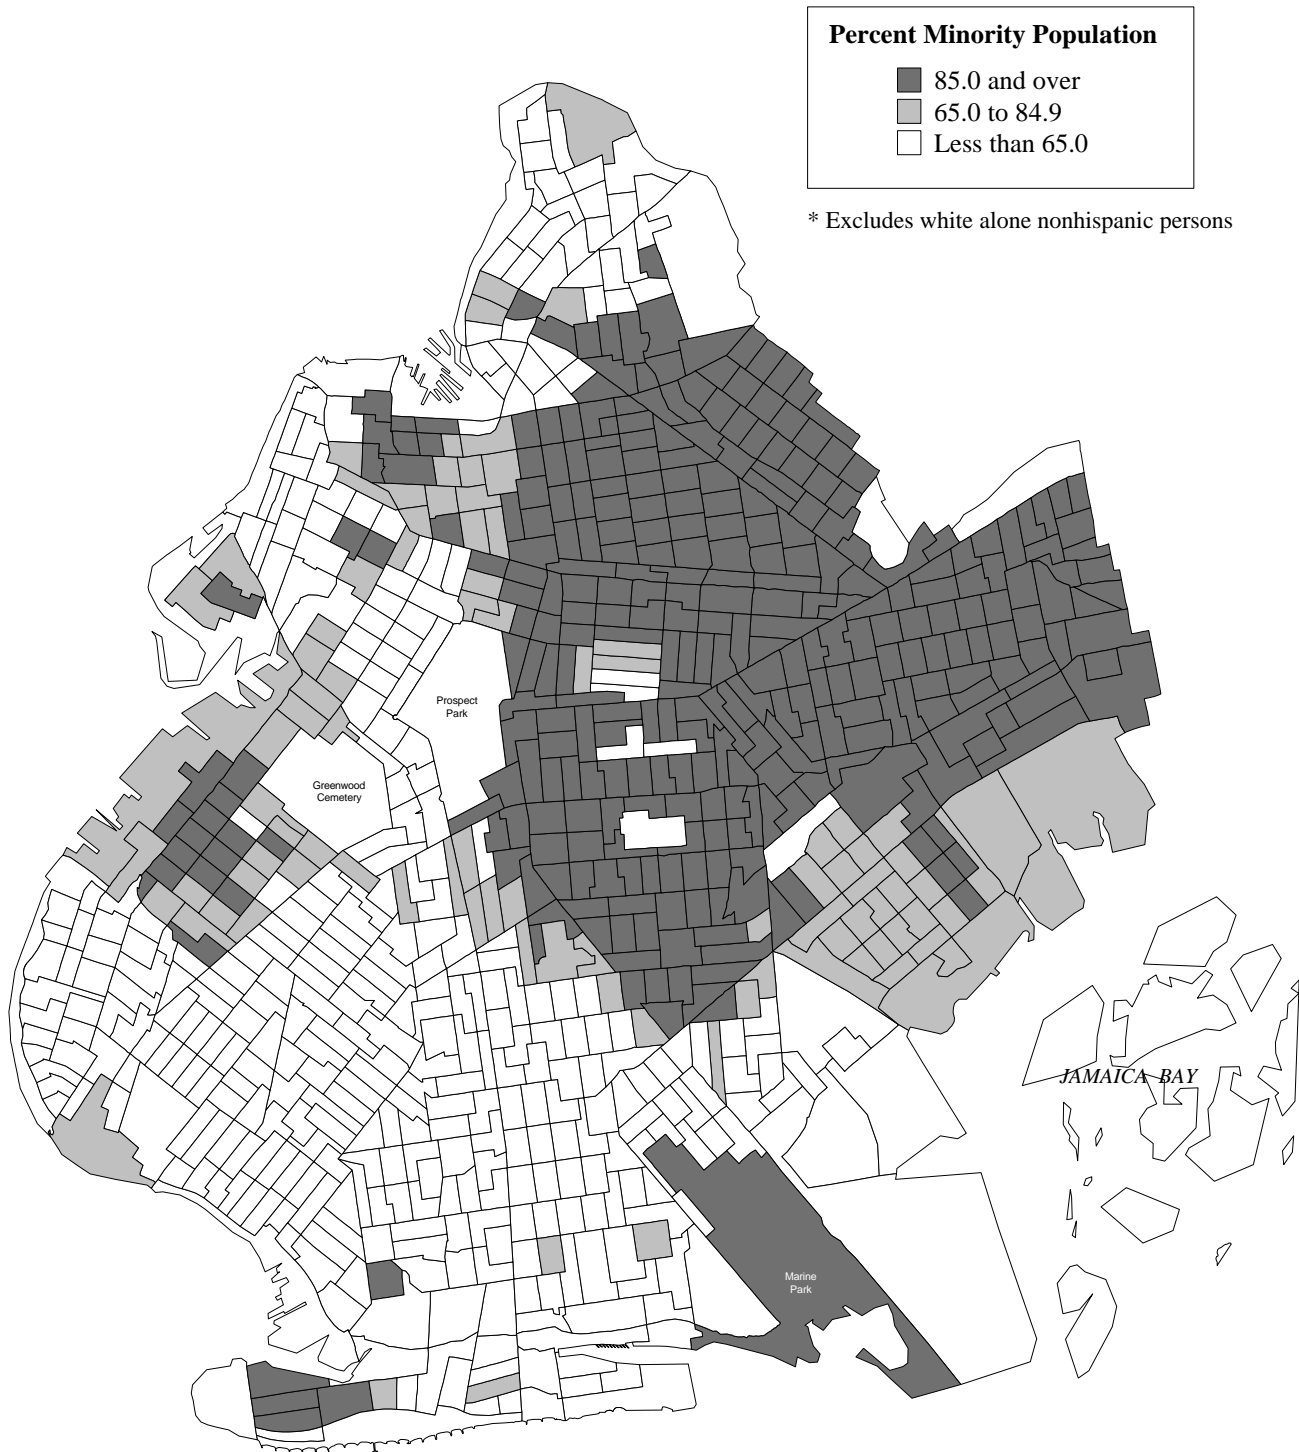 Percent Minority Population
85.0 and over
65.0 to 84.9
Less than 65.0
* Excludes white alone nonhispanic persons
Prospect
Park
Greenwood
Cemetery
JAMAICA BAY
Marine
Park